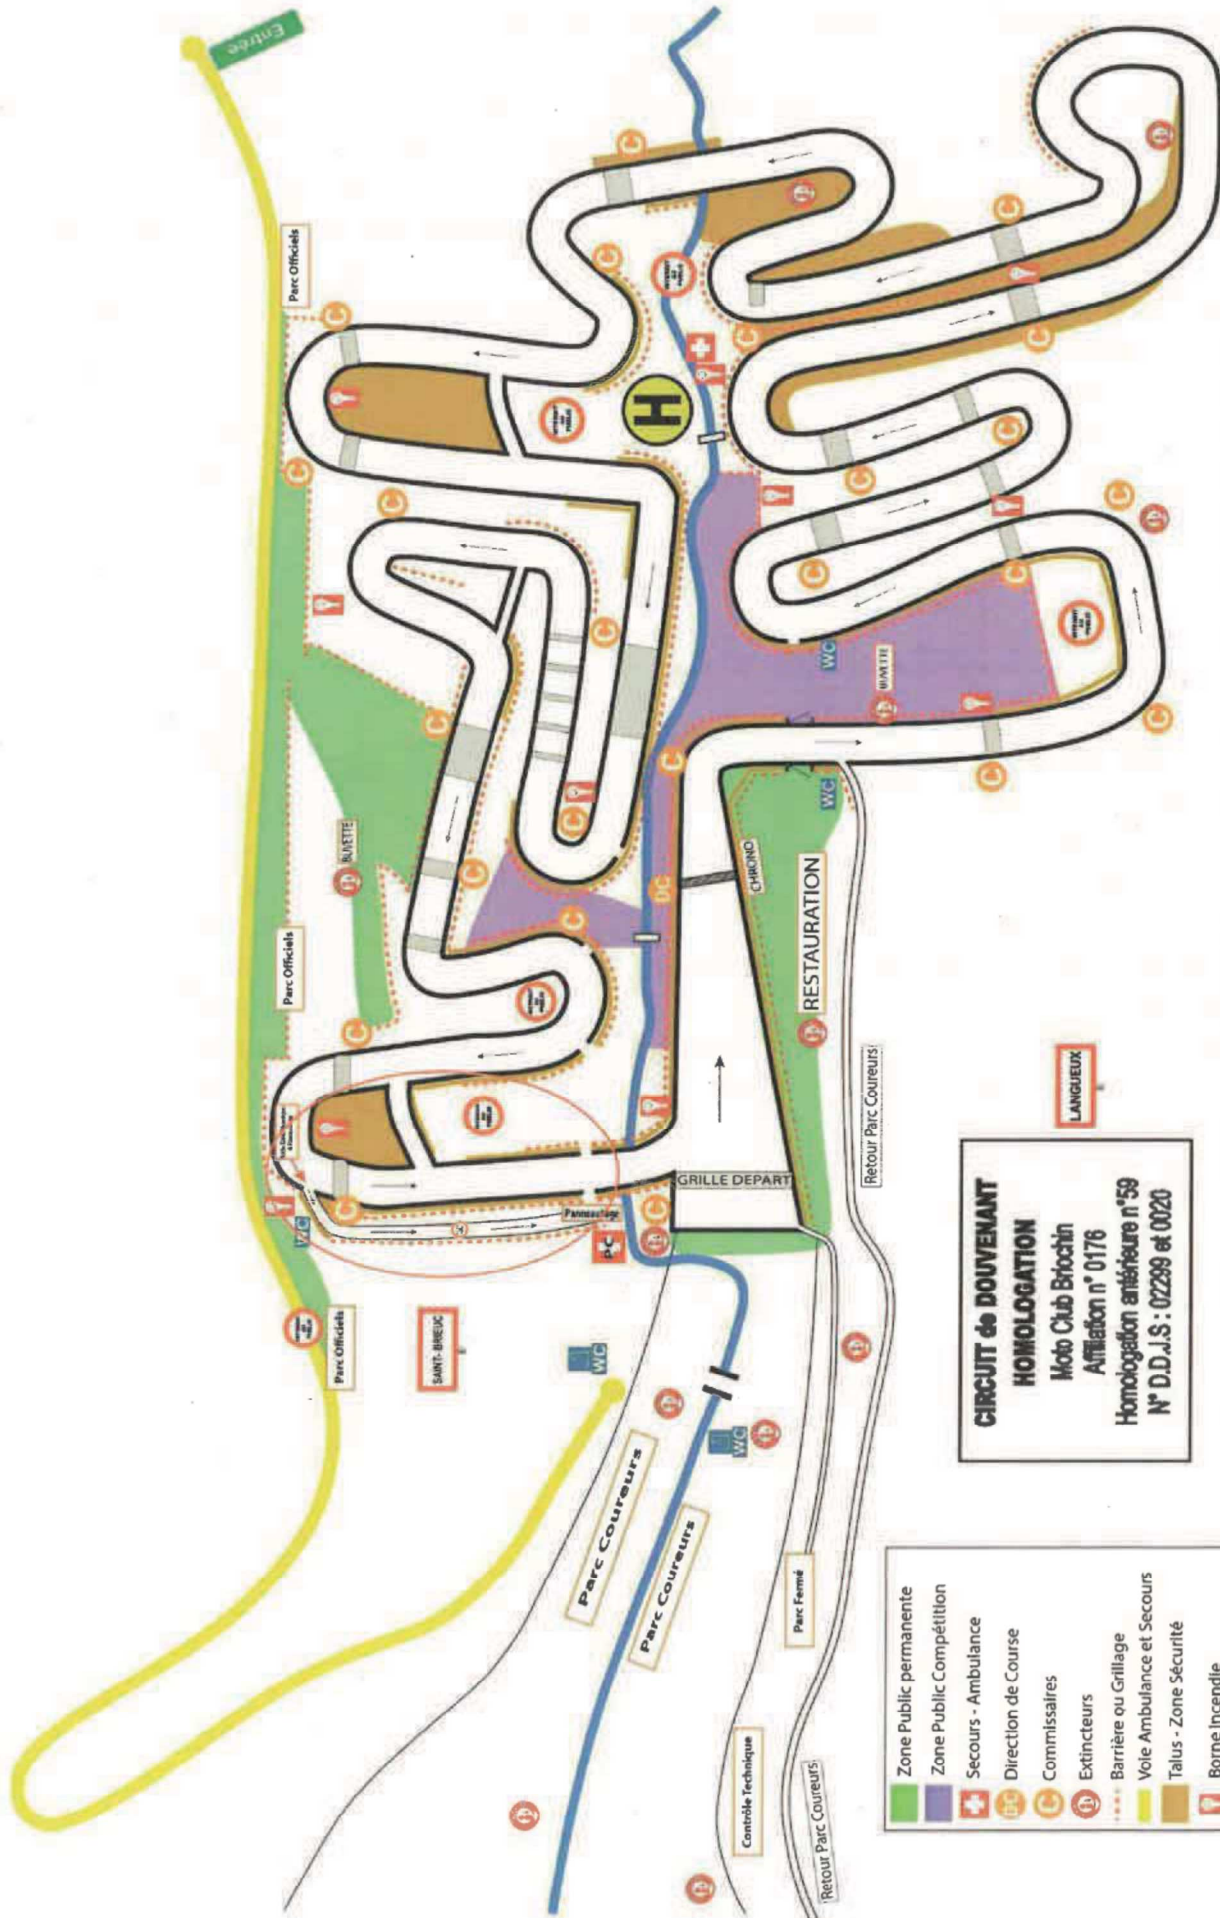 Entrée
Parc Officiels
C
C
C
C
C
INTERDIT
AU
PUBLIC
H
C
C
C
C
C
C
C
C
C
C
C
C
C
WC
BUVETTE
C
C
C
C
DC
C
C
C
C
C
BUVETTE
Parc Officiels
C
WC
CHRONO
RESTAURATION
GRILLE DEPART
Panneautage
PC
C
C
WC
Parc Officiels
SAINT-BRIEUC
WC
WC
Parc Coureurs
Parc Coureurs
Parc Fermé
Contrôle Technique
Retour Parc Coureurs
Retour Parc Coureurs
LANGUEUX
CIRCUIT de DOUVENANT
HOMOLOGATION
Moto Club Briochin
Affiliation n° 0176
Homologation antérieure n°59
N° D.D.J.S : 02299 et 0020
Zone Public permanente
Zone Public Compétition
Secours - Ambulance
DC Direction de Course
C Commissaires
Extincteurs
Barrière ou Grillage
Voie Ambulance et Secours
Talus - Zone Sécurité
Borne Incendie